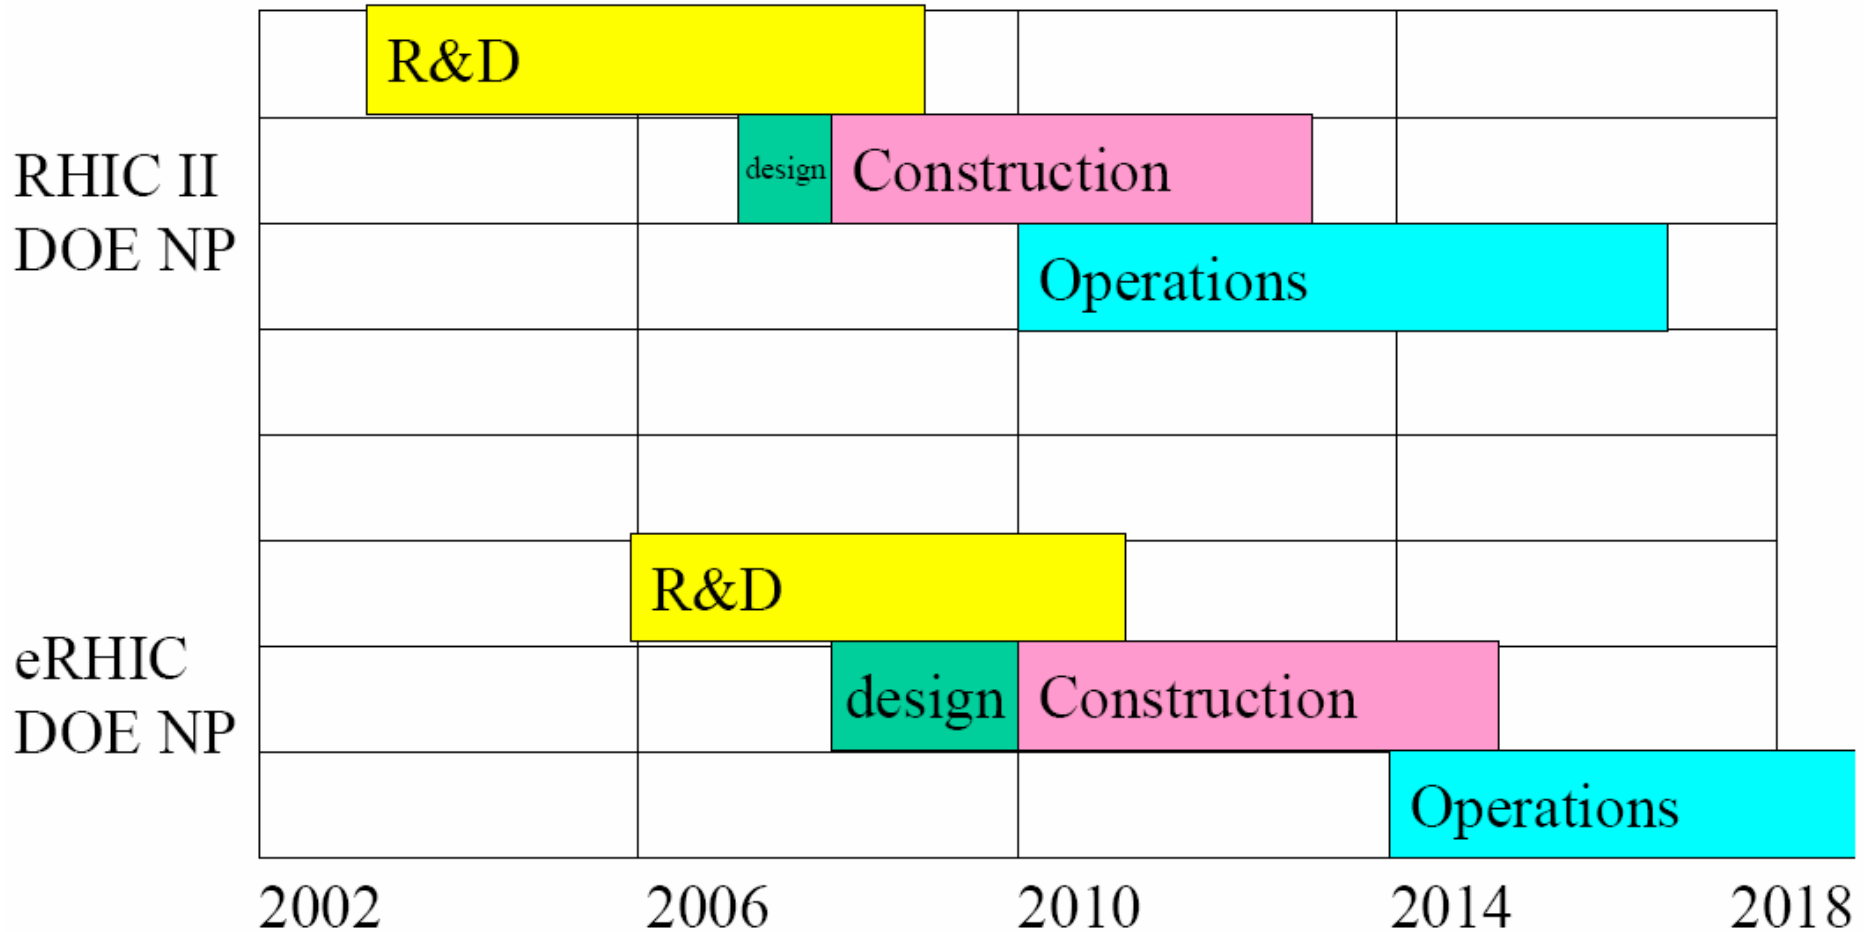 R&D
RHIC II
DOE NP
design
Construction
Operations
R&D
eRHIC
DOE NP
design
Construction
Operations
2002 2006 2010 2014 2018